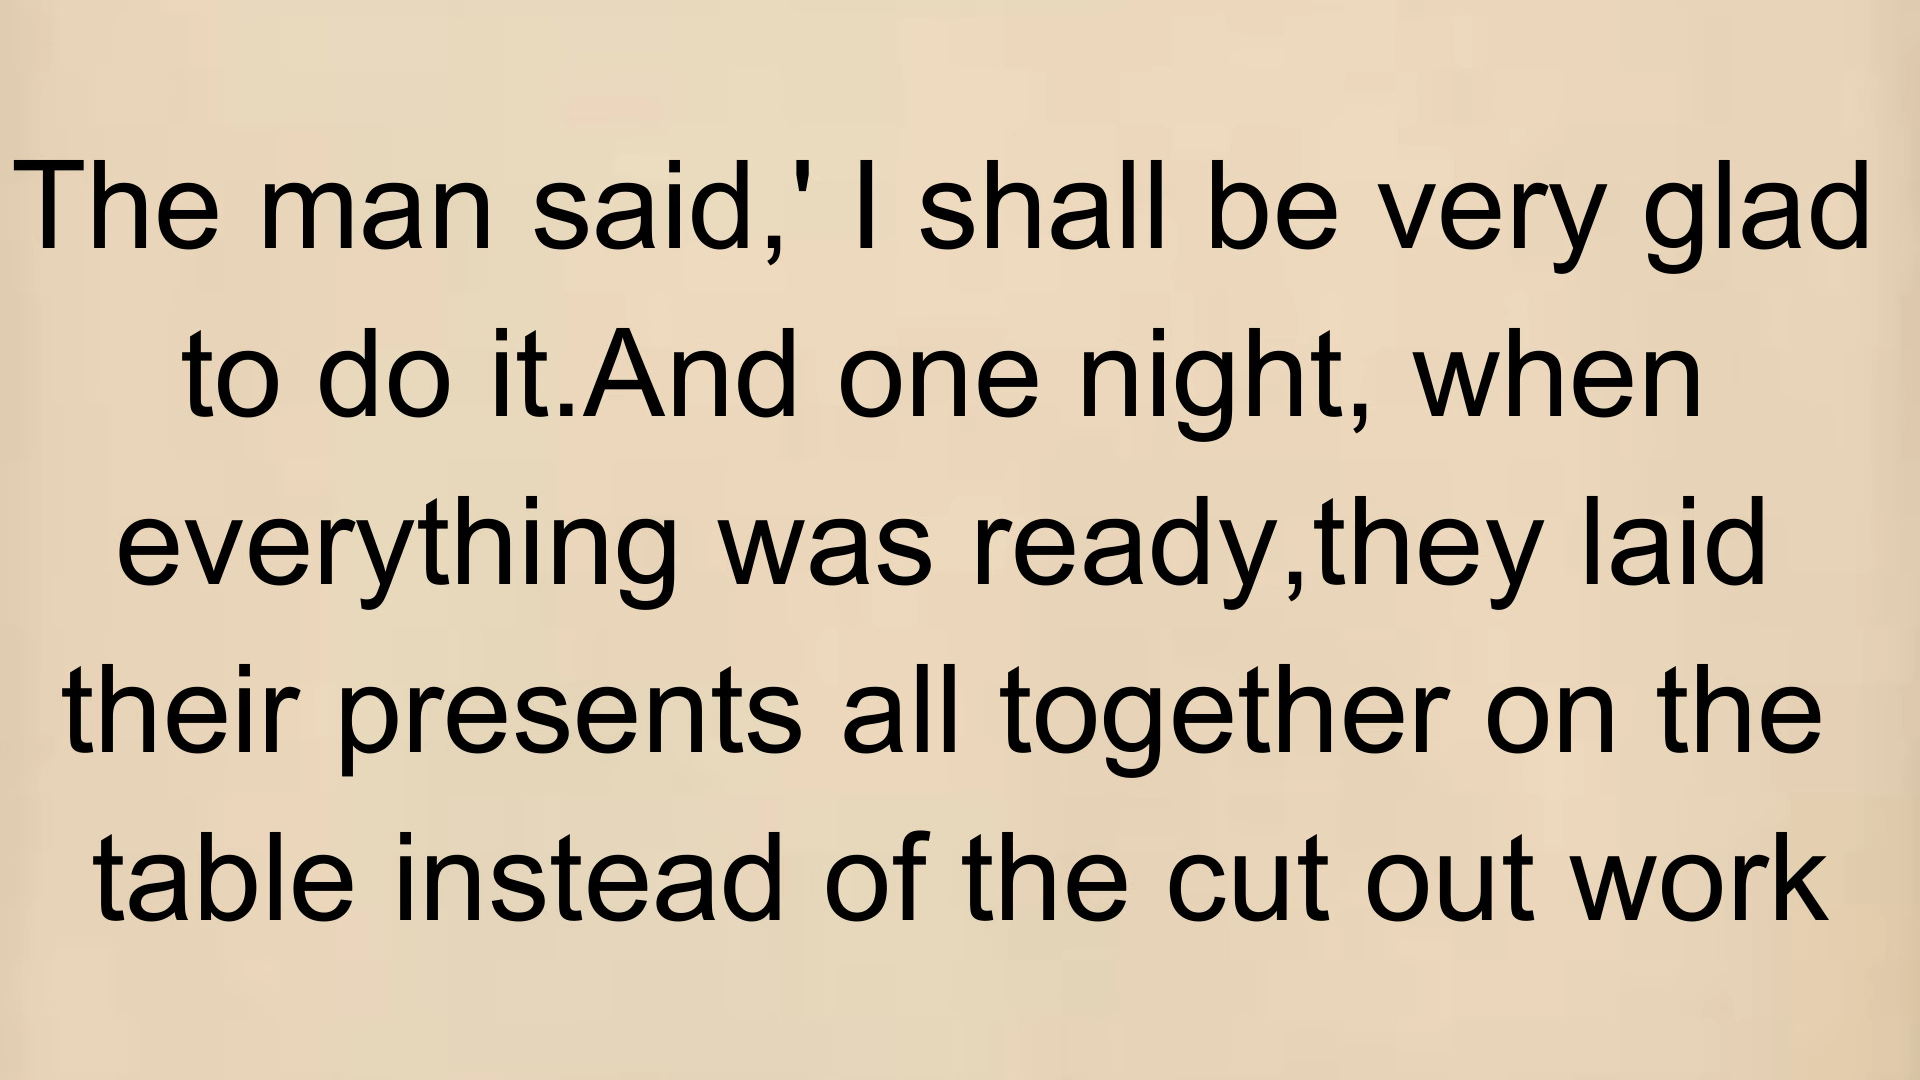 The man said,' I shall be very glad
to do it.And one night, when
everything was ready,they laid
their presents all together on the
table instead of the cut out work